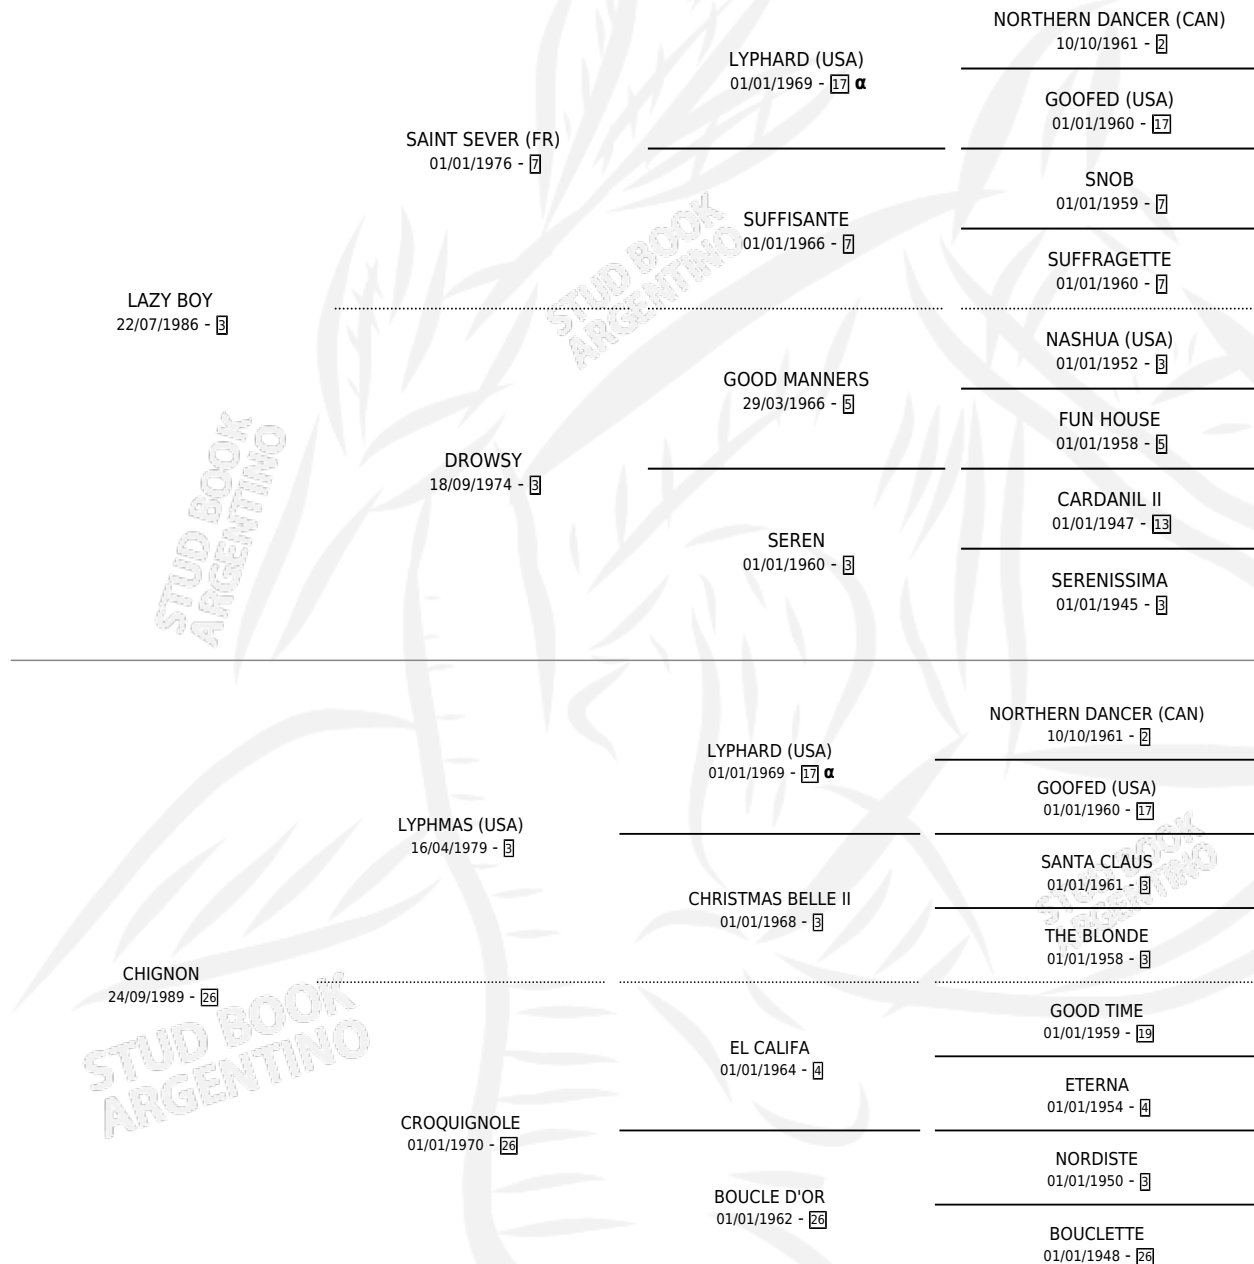 NORTHERN DANCER (CAN)
10/10/1961 - 2
LYPHARD (USA)
01/01/1969 - 17 α
GOOFED (USA)
01/01/1960 - 17
SAINT SEVER (FR)
01/01/1976 - 7
SNOB
01/01/1959 - 7
SUFFISANTE
01/01/1966 - 7
SUFFRAGETTE
01/01/1960 - 7
LAZY BOY
22/07/1986 - 3
NASHUA (USA)
01/01/1952 - 3
GOOD MANNERS
29/03/1966 - 5
FUN HOUSE
01/01/1958 - 5
DROWSY
18/09/1974 - 3
CARDANIL II
01/01/1947 - 13
SEREN
01/01/1960 - 3
SERENISSIMA
01/01/1945 - 3
NORTHERN DANCER (CAN)
10/10/1961 - 2
LYPHARD (USA)
01/01/1969 - 17 α
GOOFED (USA)
01/01/1960 - 17
LYPHMAS (USA)
16/04/1979 - 3
SANTA CLAUS
01/01/1961 - 3
CHRISTMAS BELLE II
01/01/1968 - 3
THE BLONDE
01/01/1958 - 3
CHIGNON
24/09/1989 - 26
GOOD TIME
01/01/1959 - 19
EL CALIFA
01/01/1964 - 4
ETERNA
01/01/1954 - 4
CROQUIGNOLE
01/01/1970 - 26
NORDISTE
01/01/1950 - 3
BOUCLE D'OR
01/01/1962 - 26
BOUCLETTE
01/01/1948 - 26
STUD BOOK
ARGENTINO
STUD BOOK
ARGENTINO
STUD BOOK
ARGENTINO
STUD BOOK
ARGENTINO